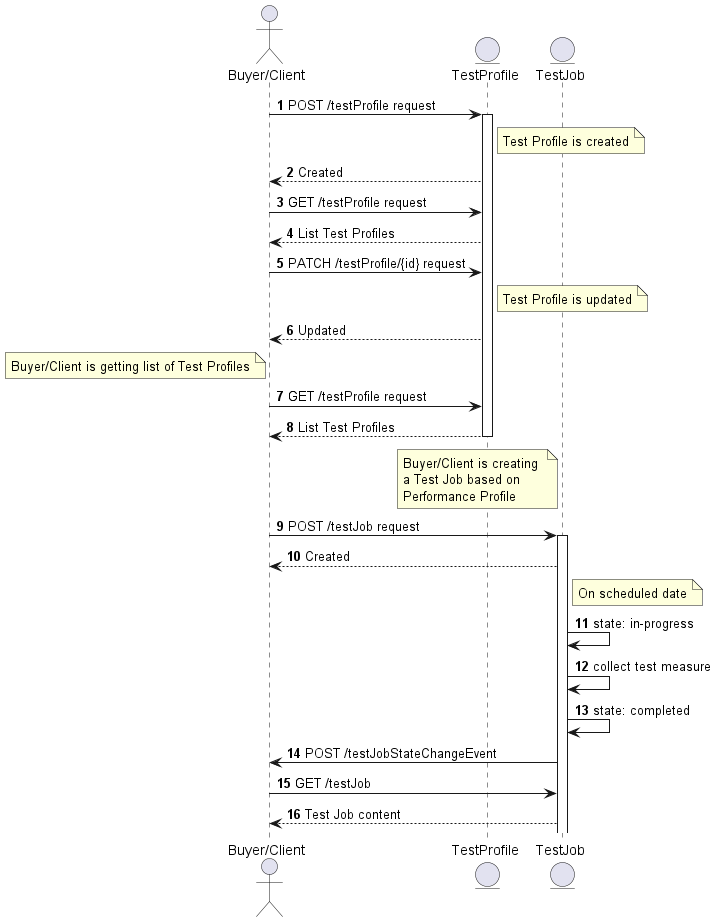 Buyer/Client
TestProfile
TestJob
1 POST /testProfile request
Test Profile is created
2 Created
3 GET /testProfile request
4 List Test Profiles
5 PATCH /testProfile/{id} request
Test Profile is updated
6 Updated
Buyer/Client is getting list of Test Profiles
7 GET /testProfile request
8 List Test Profiles
Buyer/Client is creating
a Test Job based on
Performance Profile
9 POST /testJob request
10 Created
On scheduled date
11 state: in-progress
12 collect test measure
13 state: completed
14 POST /testJobStateChangeEvent
15 GET /testJob
16 Test Job content
Buyer/Client
TestProfile
TestJob